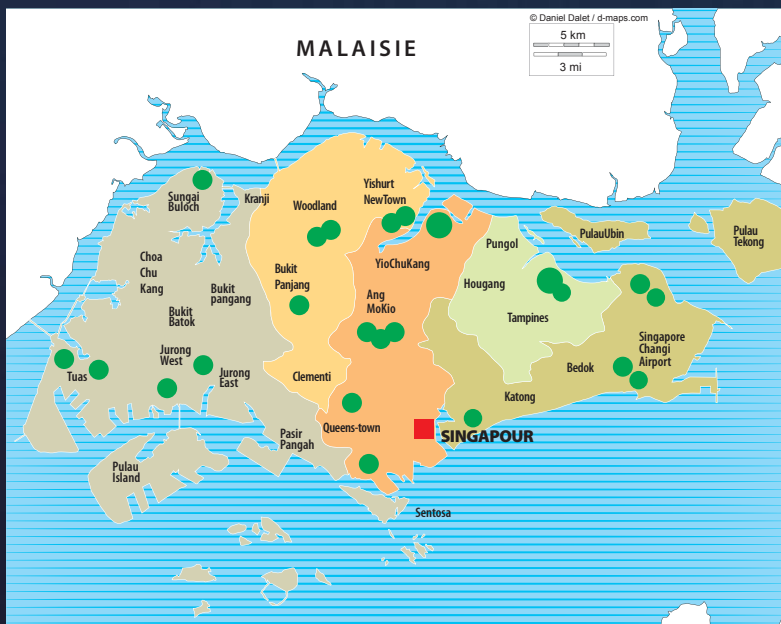 © Daniel Dalet / d-maps.com
5 km
3 mi
MALAISIE
Sungai
Buloch
Kranji
Woodland
Yishurt
NewTown
Pungol
PulauUbin
Pulau
Tekong
Choa
Chu
Kang
Bukit
pangang
Bukit
Panjang
YioChuKang
Hougang
Ang
MoKio
Tampines
Bukit
Batok
Singapore
Changi
Airport
Jurong
West
Tuas
Jurong
East
Clementi
Bedok
Katong
Queens-town
SINGAPOUR
Pasir
Pangah
Pulau
Island
Sentosa